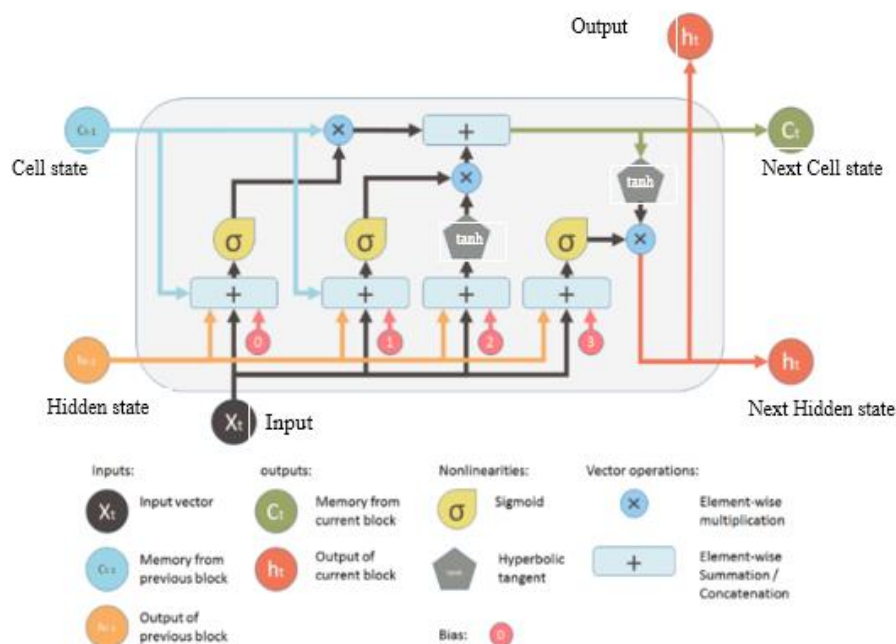 Output
ht
Ct-1
×
+
Ct
Cell state
tanh
Next Cell state
×
σ
σ
tanh
σ
×
+
+
+
+
0
1
2
3
ht-1
ht
Hidden state
Xt
Input
Next Hidden state
Inputs:
outputs:
Nonlinearities:
Vector operations:
Xt
Input vector
Ct
Memory from
current block
σ
Sigmoid
×
Element-wise
multiplication
Ct-1
Memory from
previous block
ht
Output of
current block
tanh
Hyperbolic
tangent
+
Element-wise
Summation /
Concatenation
ht-1
Output of
previous block
Bias:
0